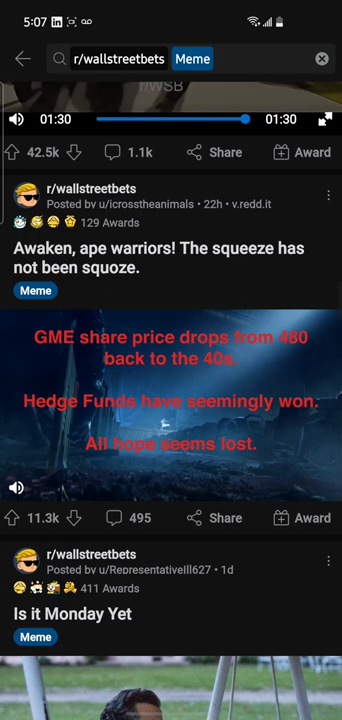 5:07
r/wallstreetbets Meme
r/WSB
01:30 01:30
42.5k 1.1k Share Award
r/wallstreetbets
Posted by u/icrosstheanimals • 22h • v.redd.it
129 Awards
Awaken, ape warriors! The squeeze has
not been squoze.
Meme
GME share price drops from 480
back to the 40s.
Hedge Funds have seemingly won.
All hope seems lost.
11.3k 495 Share Award
r/wallstreetbets
Posted by u/RepresentativeIll627 • 1d
411 Awards
Is it Monday Yet
Meme